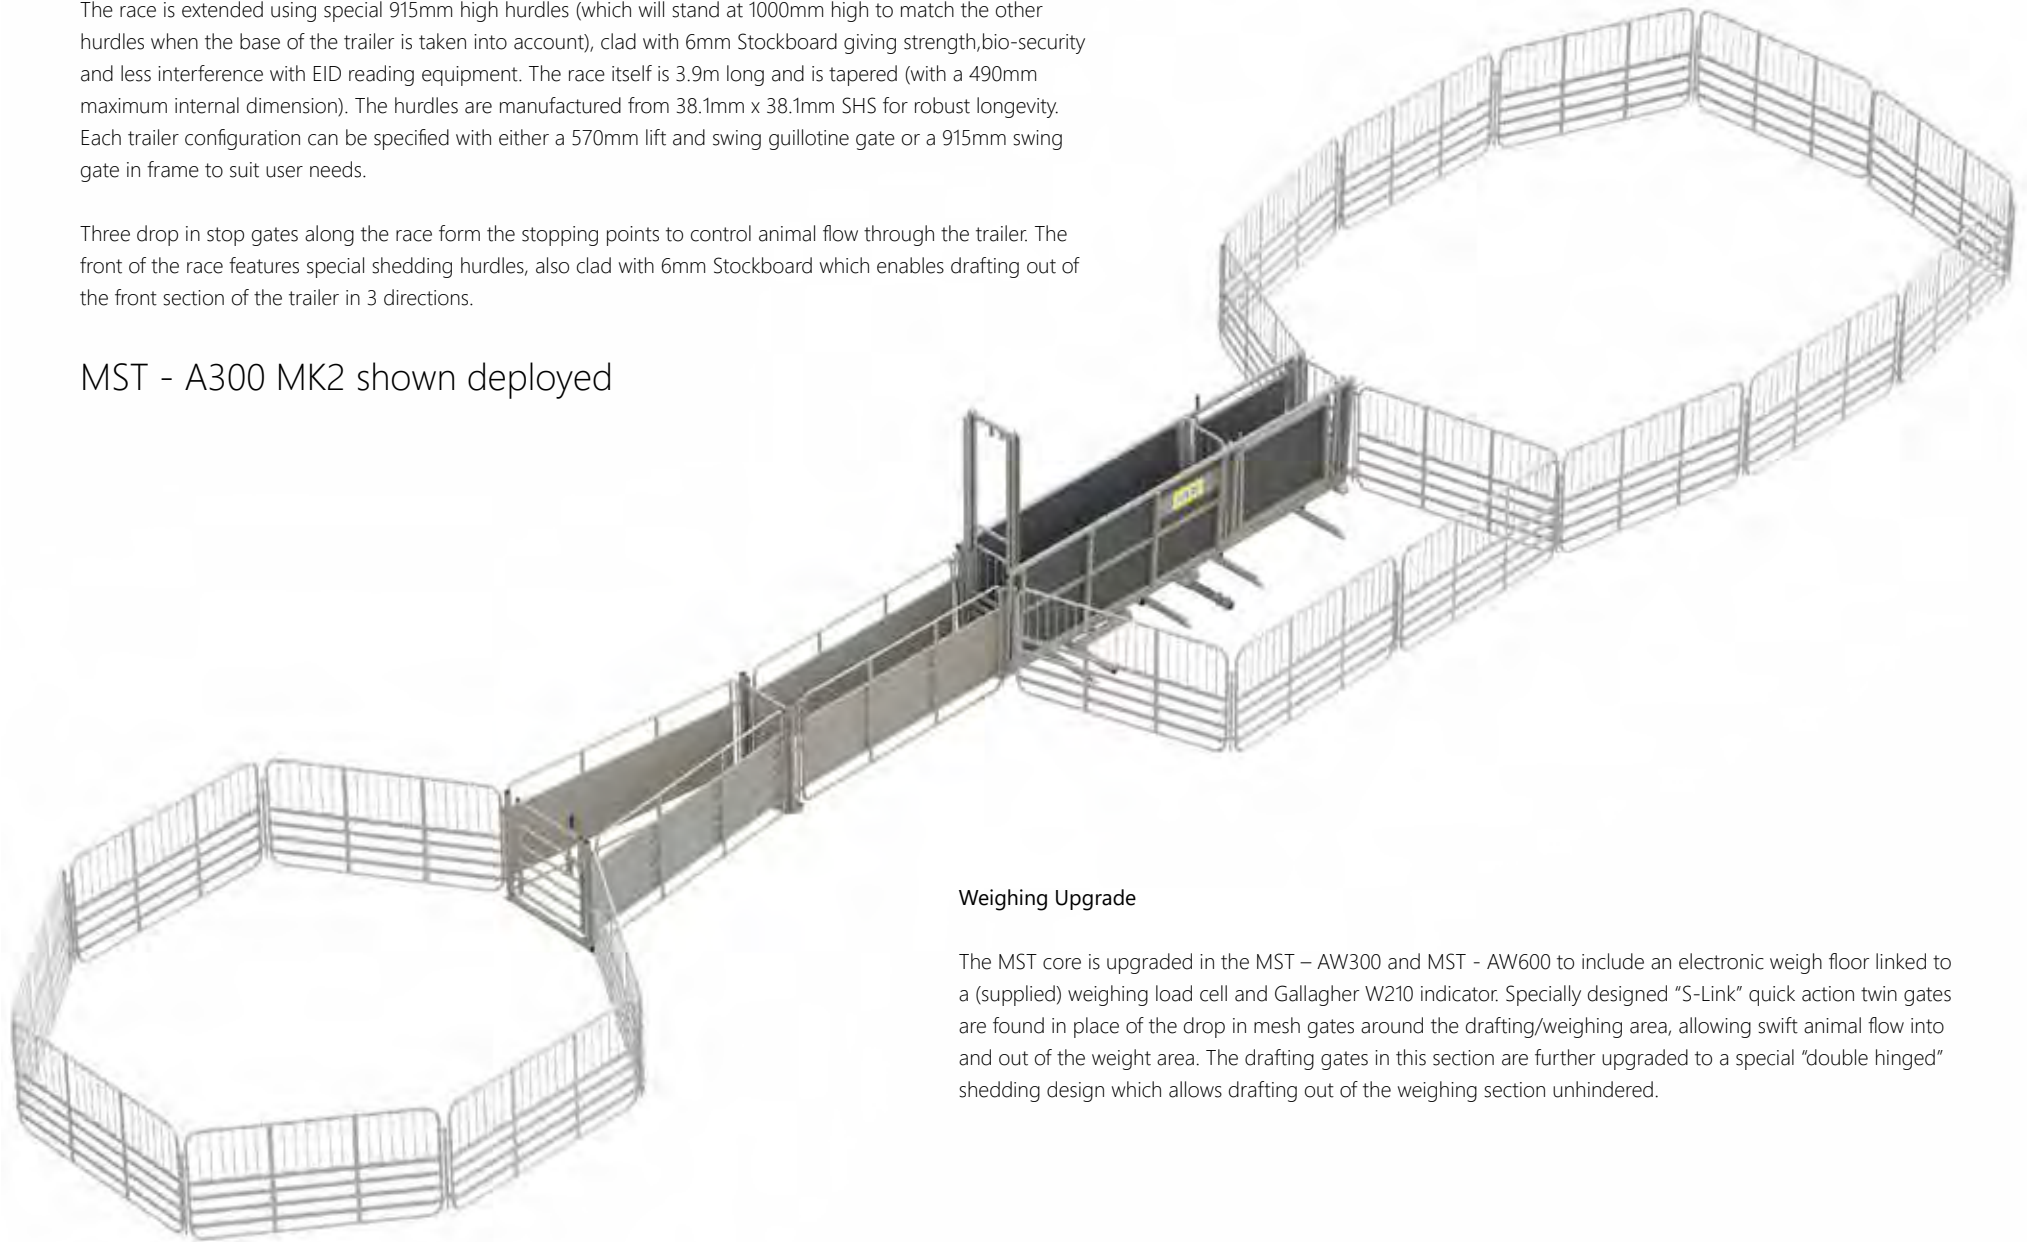 The race is extended using special 915mm high hurdles (which will stand at 1000mm high to match the other
hurdles when the base of the trailer is taken into account), clad with 6mm Stockboard giving strength,bio-security
and less interference with EID reading equipment. The race itself is 3.9m long and is tapered (with a 490mm
maximum internal dimension). The hurdles are manufactured from 38.1mm x 38.1mm SHS for robust longevity.
Each trailer configuration can be specified with either a 570mm lift and swing guillotine gate or a 915mm swing
gate in frame to suit user needs.
Three drop in stop gates along the race form the stopping points to control animal flow through the trailer. The
front of the race features special shedding hurdles, also clad with 6mm Stockboard which enables drafting out of
the front section of the trailer in 3 directions.
MST - A300 MK2 shown deployed
Weighing Upgrade
The MST core is upgraded in the MST – AW300 and MST - AW600 to include an electronic weigh floor linked to
a (supplied) weighing load cell and Gallagher W210 indicator. Specially designed “S-Link” quick action twin gates
are found in place of the drop in mesh gates around the drafting/weighing area, allowing swift animal flow into
and out of the weight area. The drafting gates in this section are further upgraded to a special “double hinged”
shedding design which allows drafting out of the weighing section unhindered.